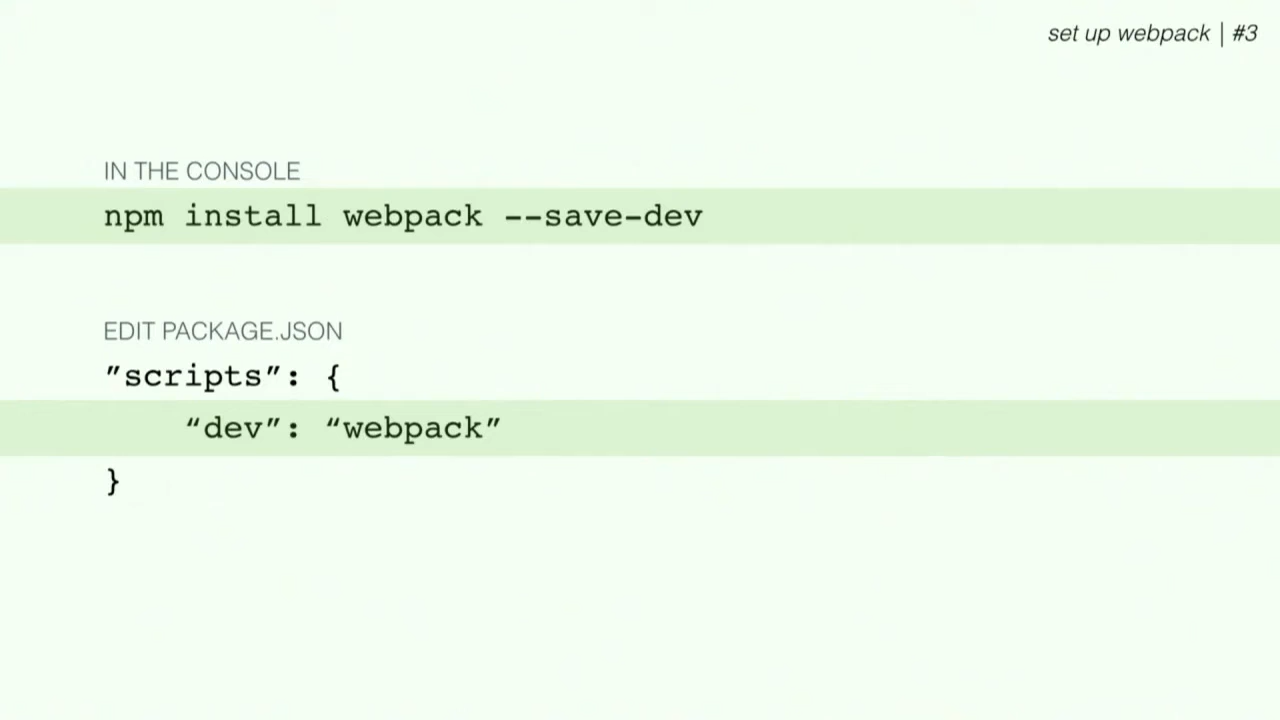 set up webpack | #3
IN THE CONSOLE
npm install webpack --save-dev
EDIT PACKAGE.JSON
”scripts”: {
“dev”: “webpack”
}